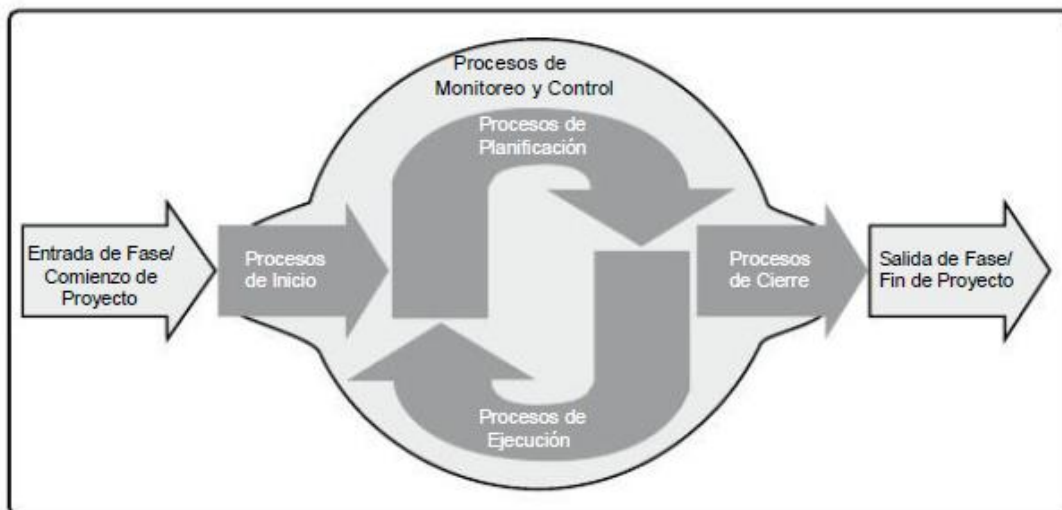 Procesos de
Monitoreo y Control
Procesos de
Planificación
Entrada de Fase/
Comienzo de
Proyecto
Procesos
de Inicio
Procesos
de Cierre
Salida de Fase/
Fin de Proyecto
Procesos de
Ejecución